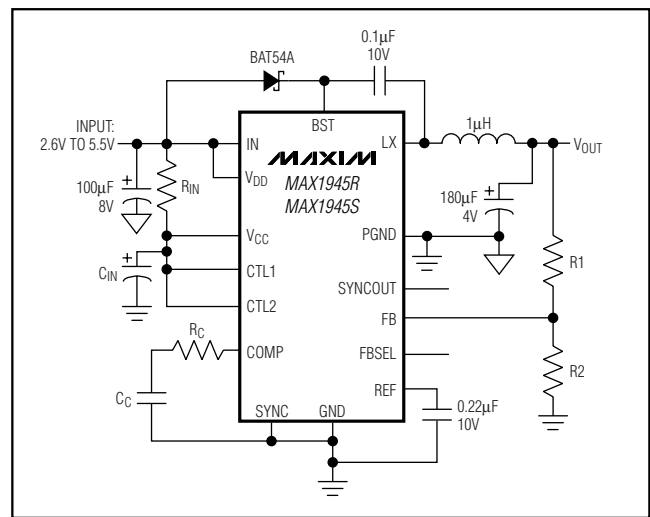 0.1µF
10V
BAT54A
BST
INPUT:
2.6V TO 5.5V
IN
LX
1µH
VOUT
MAXIM
VDD
MAX1945R
MAX1945S
100µF
8V
RIN
180µF
4V
VCC
PGND
R1
CIN
CTL1
SYNCOUT
CTL2
FB
RC
COMP
FBSEL
R2
CC
REF
0.22µF
10V
SYNC
GND